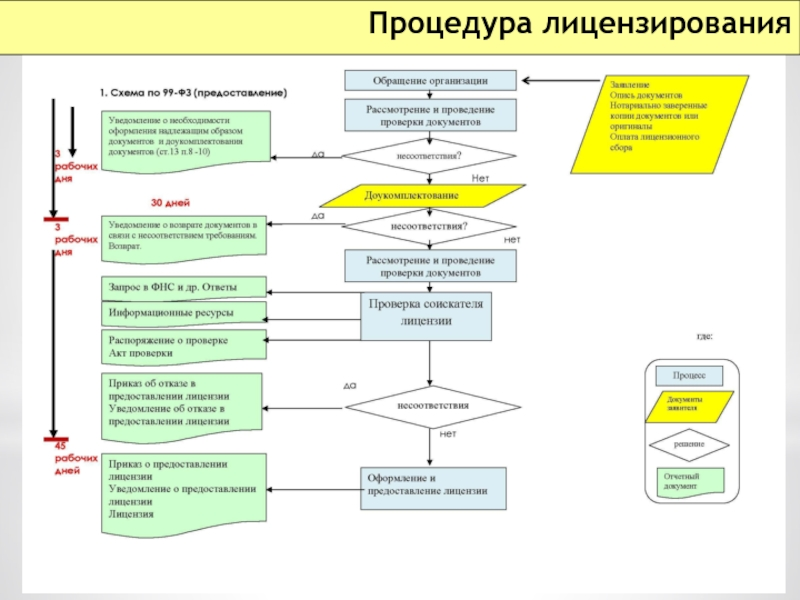 Процедура лицензирования
1. Схема по 99-ФЗ (предоставление)
Обращение организации
Заявление
Опись документов
Нотариально заверенные
копии документов или
оригиналы
Оплата лицензионного
сбора
Рассмотрение и проведение
проверки документов
Уведомление о необходимости
оформления надлежащим образом
документов и доукомплектования
документов (ст.13 п.8 -10)
3
рабочих
дня
да
несоответствия?
Нет
30 дней
Доукомплектование
да
несоответствия?
нет
Уведомление о возврате документов в
связи с несоответствием требованиям.
Возврат.
3
рабочих
дня
Рассмотрение и проведение
проверки документов
Запрос в ФНС и др. Ответы
Информационные ресурсы
Проверка соискателя
лицензии
Распоряжение о проверке
Акт проверки
Приказ об отказе в
предоставлении лицензии
Уведомление об отказе в
предоставлении лицензии
да
несоответствия
нет
45
рабочих
дней
Приказ о предоставлении
лицензии
Уведомление о предоставлении
лицензии
Лицензия
Оформление и
предоставление лицензии
где:
Процесс
Документы
заявителя
решение
Отчетный
документ